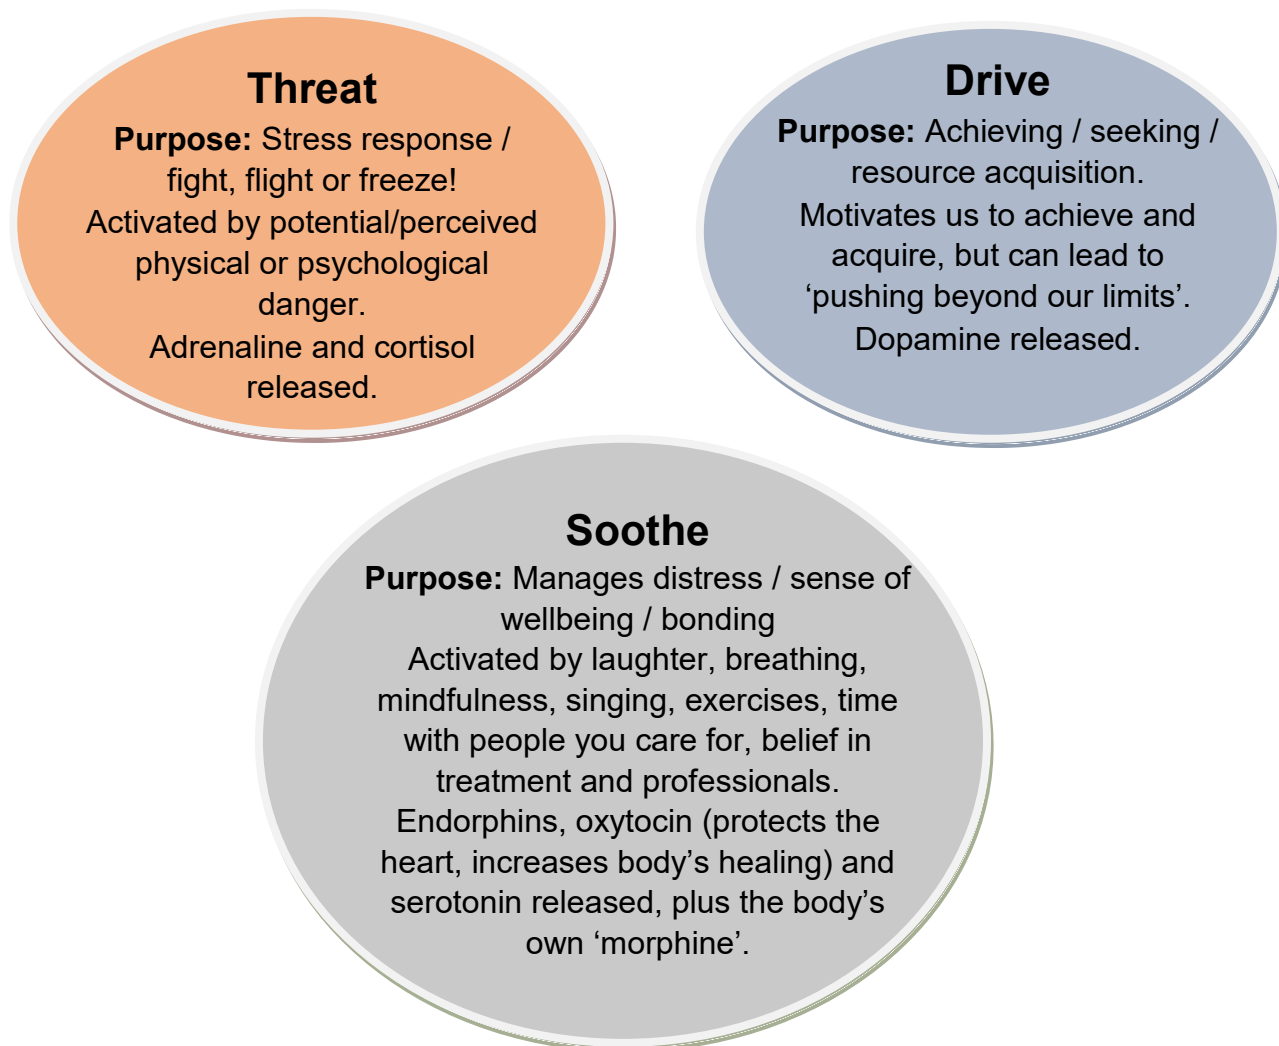 Threat
Purpose: Stress response /
fight, flight or freeze!
Activated by potential/perceived
physical or psychological
danger.
Adrenaline and cortisol
released.
Drive
Purpose: Achieving / seeking /
resource acquisition.
Motivates us to achieve and
acquire, but can lead to
‘pushing beyond our limits’.
Dopamine released.
Soothe
Purpose: Manages distress / sense of
wellbeing / bonding
Activated by laughter, breathing,
mindfulness, singing, exercises, time
with people you care for, belief in
treatment and professionals.
Endorphins, oxytocin (protects the
heart, increases body’s healing) and
serotonin released, plus the body’s
own ‘morphine’.